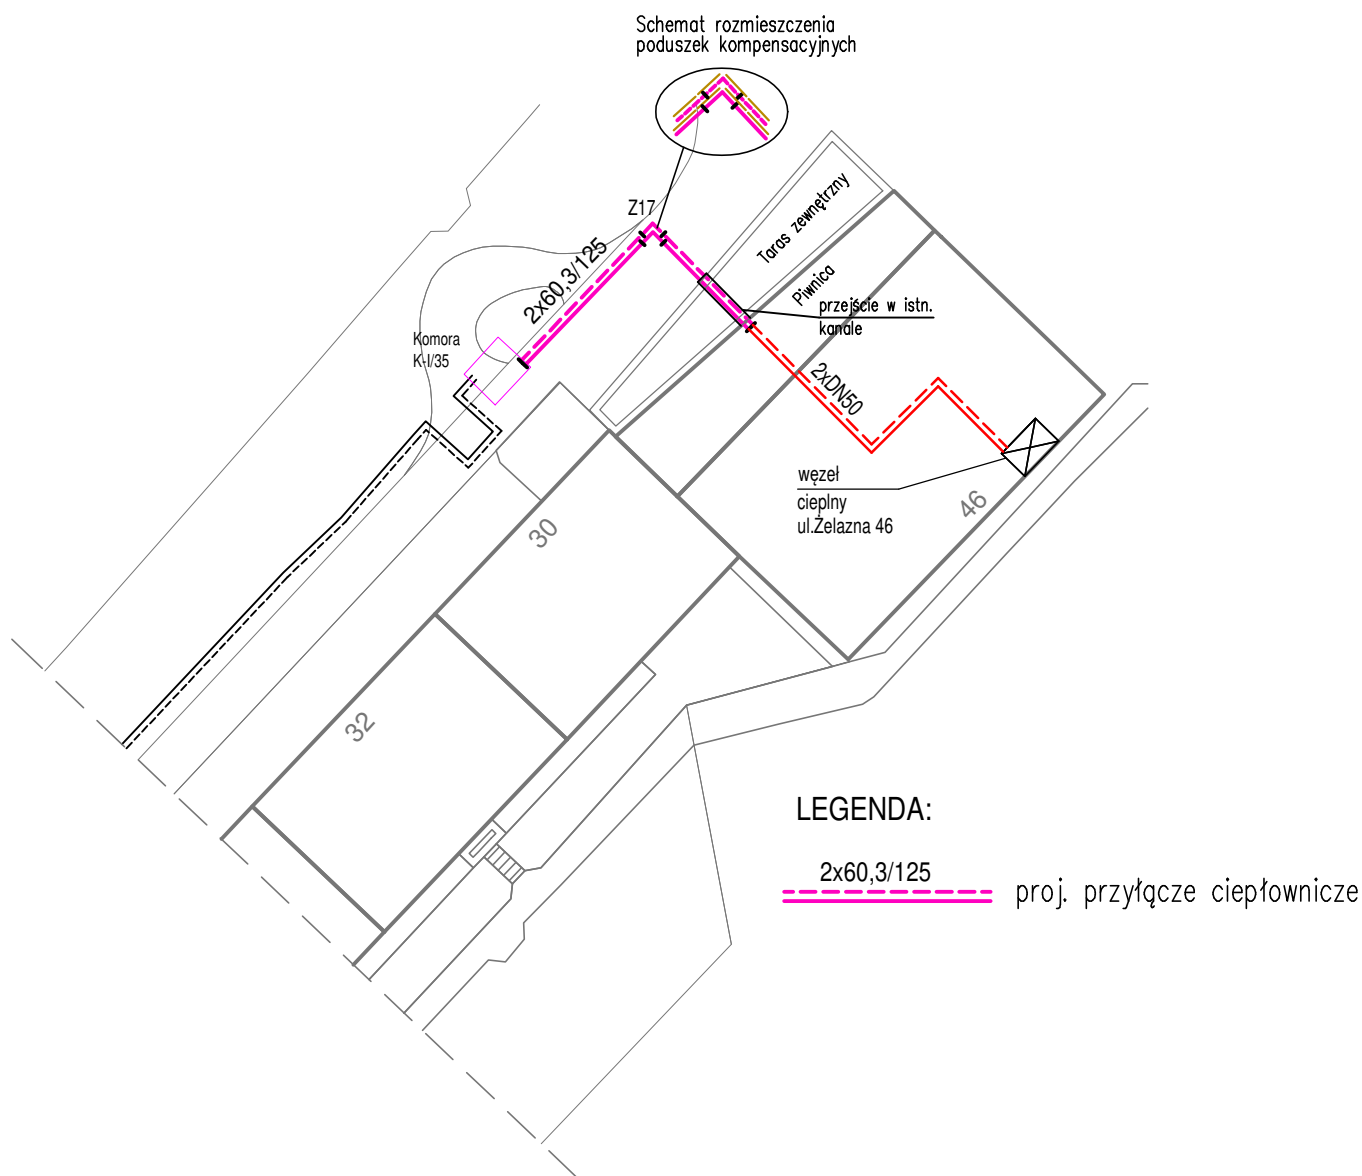 Schemat rozmieszczenia
poduszek kompensacyjnych
Z17
2x60,3/125
Taras zewnętrzny
Piwnica
przejście w istn.
kanale
Komora
K-I/35
2xDN50
węzeł
cieplny
ul.Żelazna 46
46
30
32
LEGENDA:
2x60,3/125
proj. przyłącze ciepłownicze